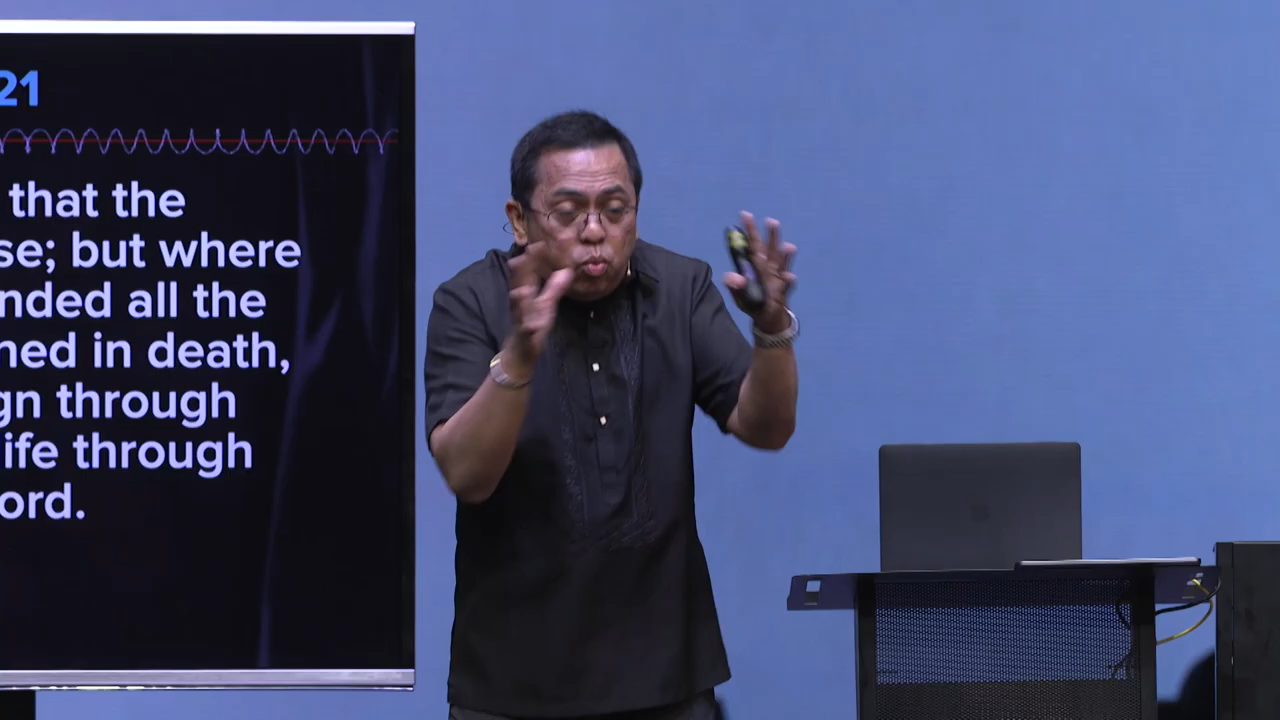 21
that the
se; but where
nded all the
ned in death,
gn through
ife through
ord.